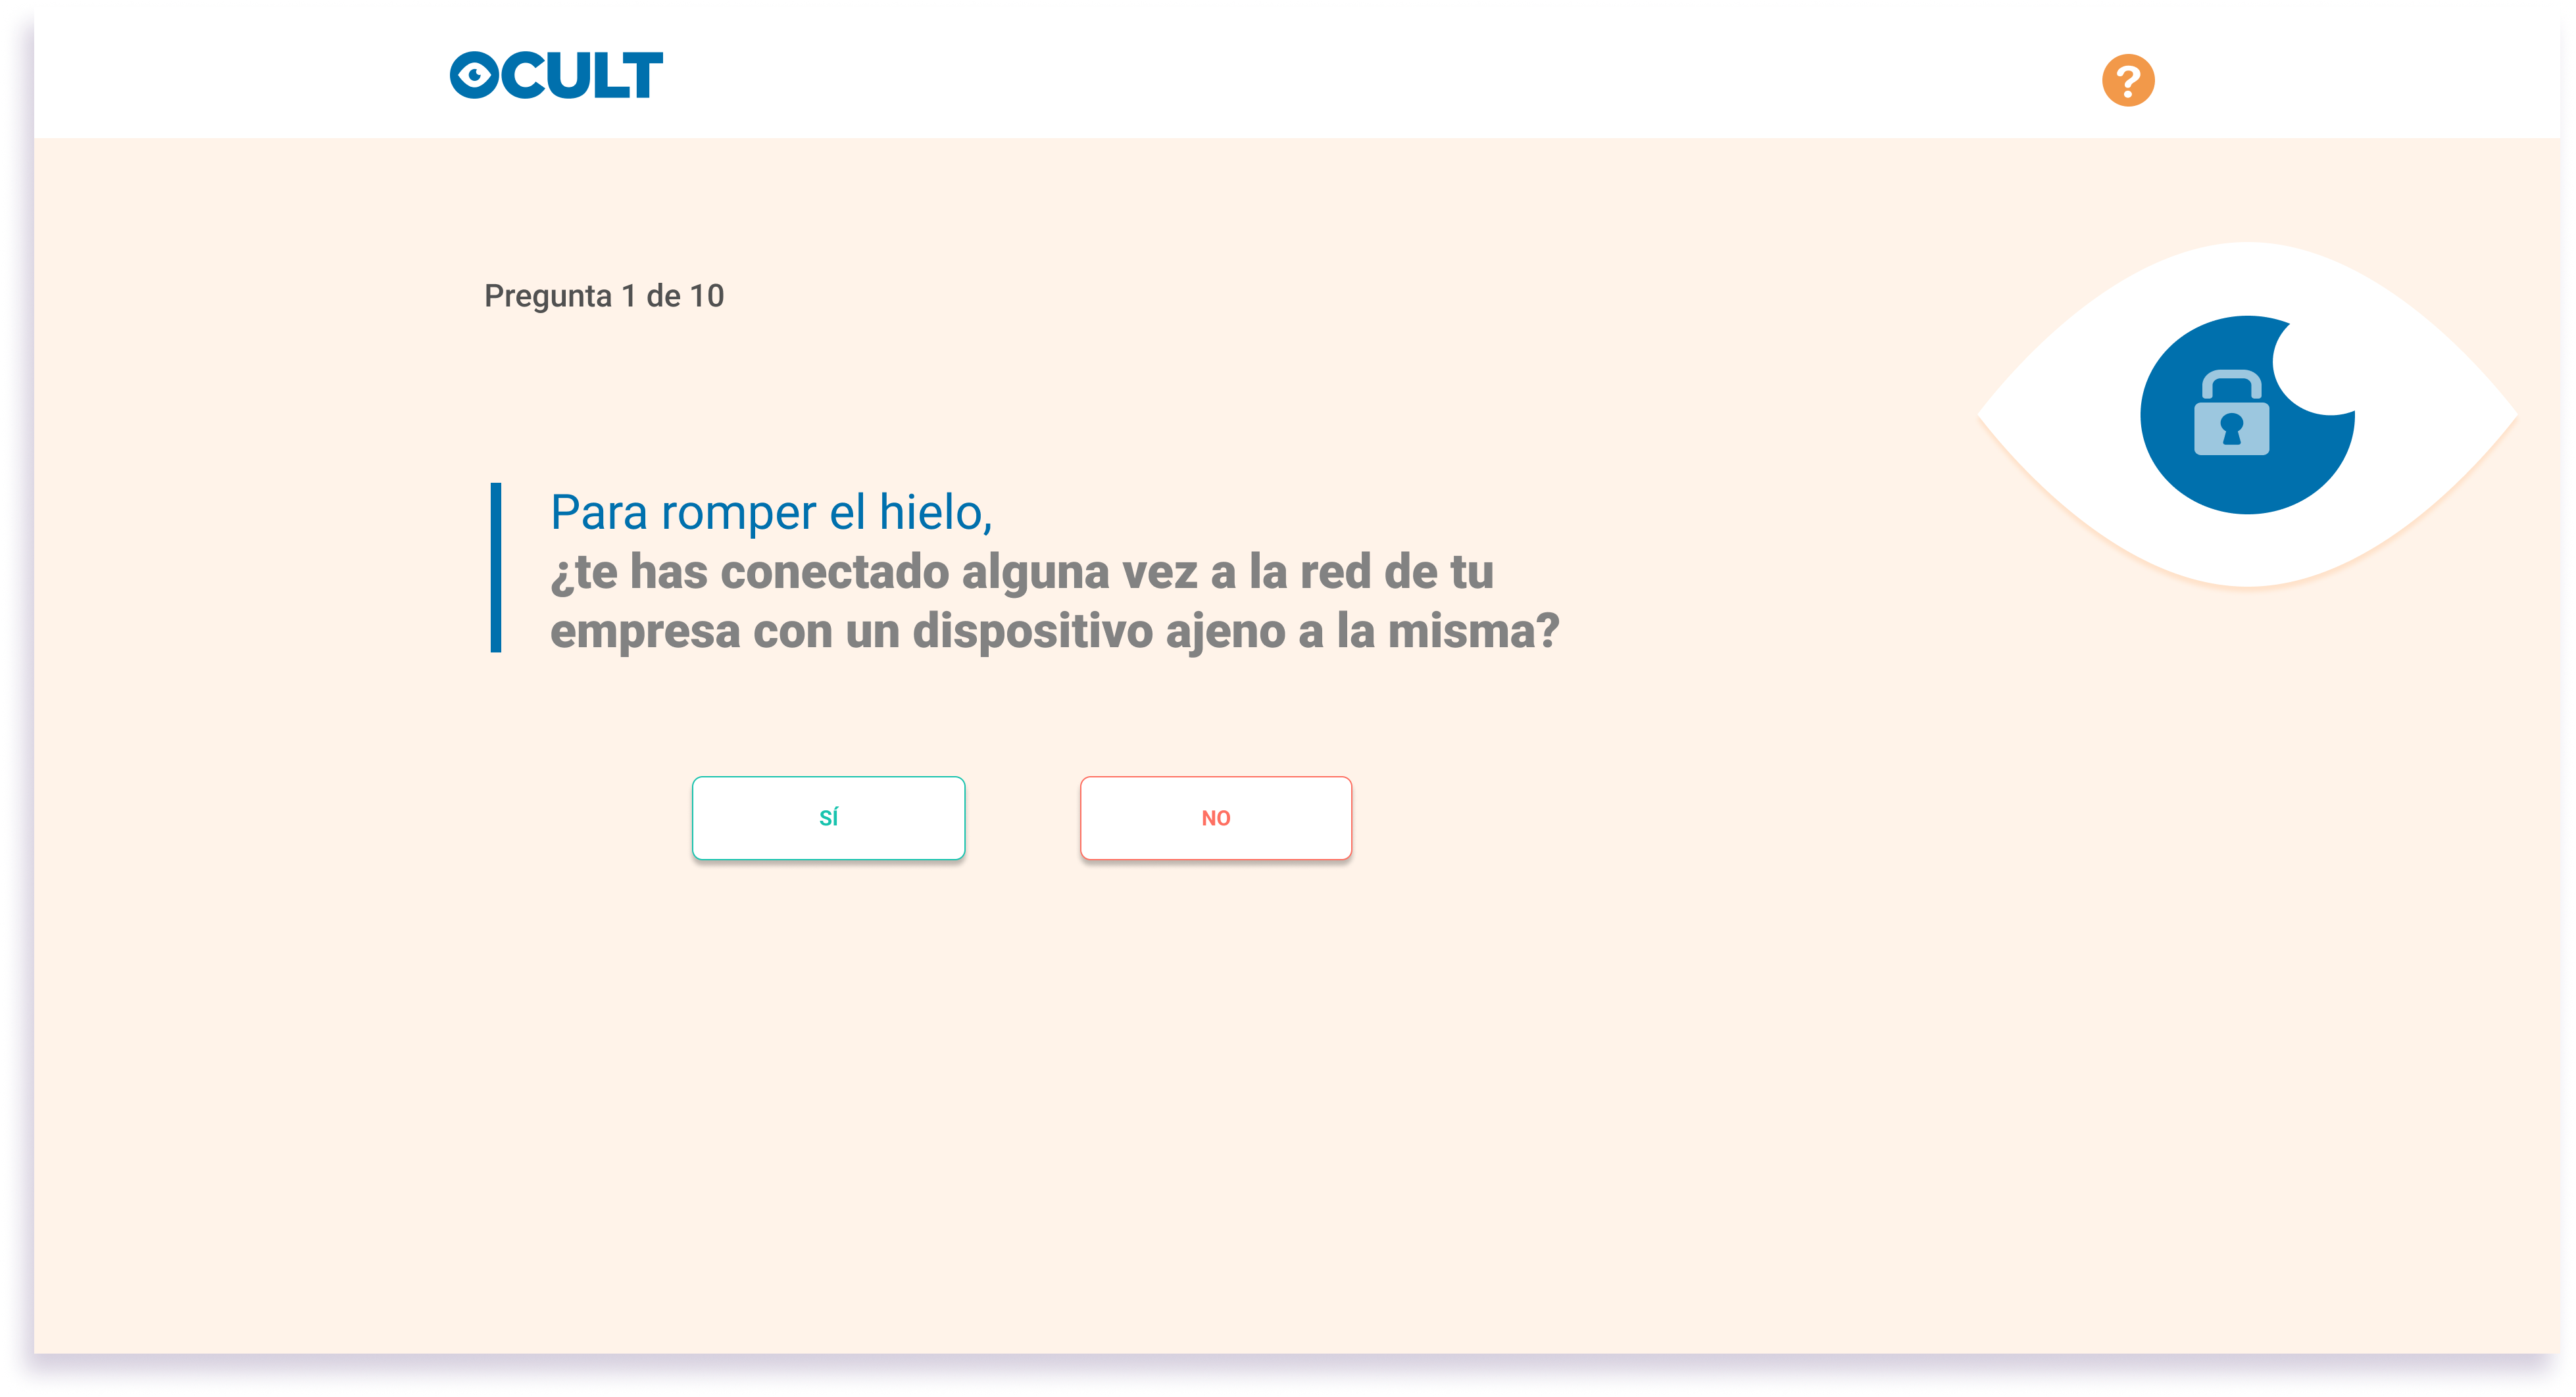 OCULT
?
Pregunta 1 de 10
Para romper el hielo,
¿te has conectado alguna vez a la red de tu
empresa con un dispositivo ajeno a la misma?
SÍ
NO